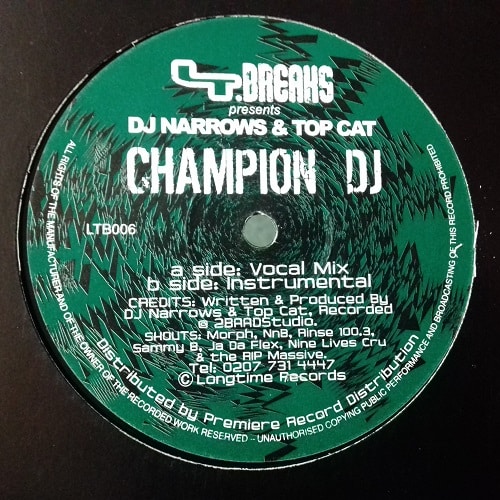 LT.BREAKS
presents
DJ NARROWS & TOP CAT
CHAMPION DJ
LTB006
a side: Vocal Mix
b side: Instrumental
CREDITS: Written & Produced By
DJ Narrows & Top Cat, Recorded
@ 2BAADStudio.
SHOUTS: Morph, NnB, Rinse 100.3,
Sammy B, Ja Da Flex, Nine Lives Cru
& the RIP Massive.
Tel: 0207 731 4447
© Longtime Records
Distributed by Premiere Record Distribution
ALL RIGHTS OF THE MANUFACTURER AND OF THE OWNER OF THE RECORDED WORK RESERVED - UNAUTHORISED COPYING PUBLIC PERFORMANCE AND BROADCASTING OF THIS RECORD PROHIBITED